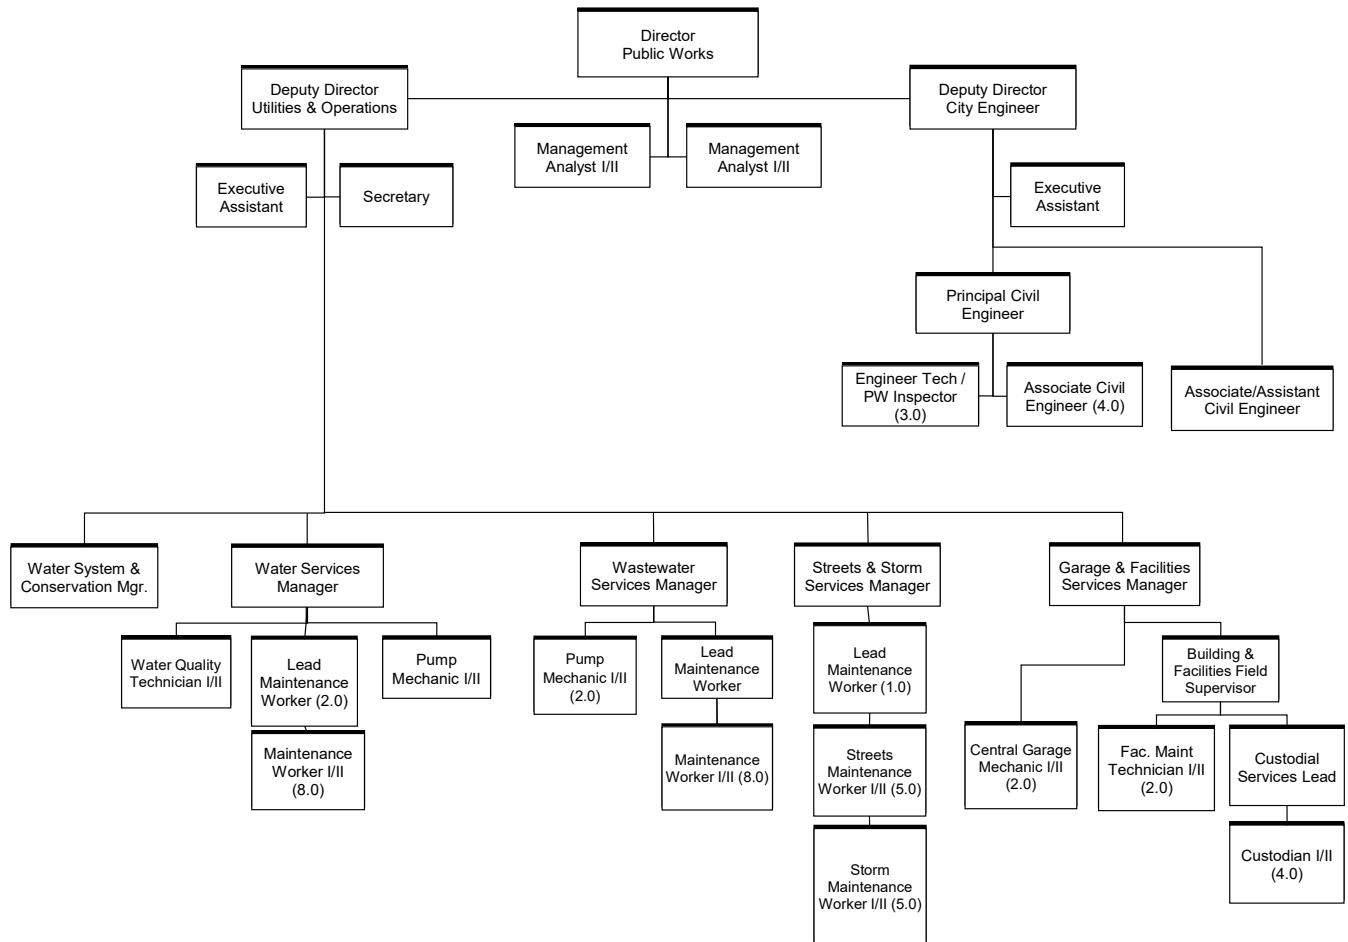 Director
Public Works
Deputy Director
Utilities & Operations
Deputy Director
City Engineer
Management
Analyst I/II
Management
Analyst I/II
Executive
Assistant
Secretary
Executive
Assistant
Principal Civil
Engineer
Engineer Tech /
PW Inspector
(3.0)
Associate Civil
Engineer (4.0)
Associate/Assistant
Civil Engineer
Water System &
Conservation Mgr.
Water Services
Manager
Wastewater
Services Manager
Streets & Storm
Services Manager
Garage & Facilities
Services Manager
Water Quality
Technician I/II
Lead
Maintenance
Worker (2.0)
Pump
Mechanic I/II
Pump
Mechanic I/II
(2.0)
Lead
Maintenance
Worker
Lead
Maintenance
Worker (1.0)
Building &
Facilities Field
Supervisor
Maintenance
Worker I/II
(8.0)
Maintenance
Worker I/II (8.0)
Streets
Maintenance
Worker I/II (5.0)
Central Garage
Mechanic I/II
(2.0)
Fac. Maint
Technician I/II
(2.0)
Custodial
Services Lead
Storm
Maintenance
Worker I/II (5.0)
Custodian I/II
(4.0)